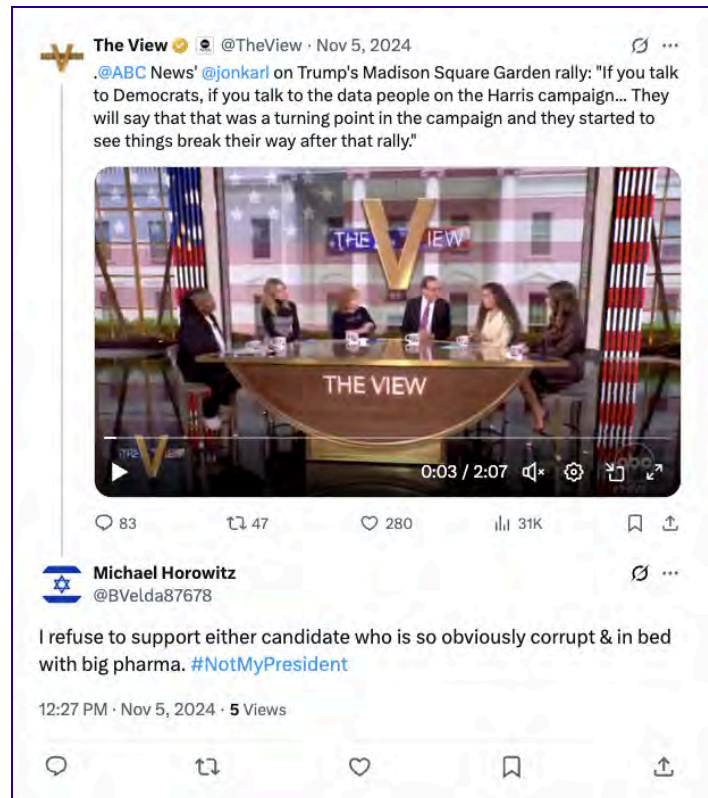 The View @TheView · Nov 5, 2024
.@ABC News' @jonkarl on Trump's Madison Square Garden rally: "If you talk
to Democrats, if you talk to the data people on the Harris campaign... They
will say that that was a turning point in the campaign and they started to
see things break their way after that rally."
THE VIEW
THE VIEW
0:03 / 2:07
83 47 280 31K
Michael Horowitz
@BVelda87678
I refuse to support either candidate who is so obviously corrupt & in bed
with big pharma. #NotMyPresident
12:27 PM · Nov 5, 2024 · 5 Views